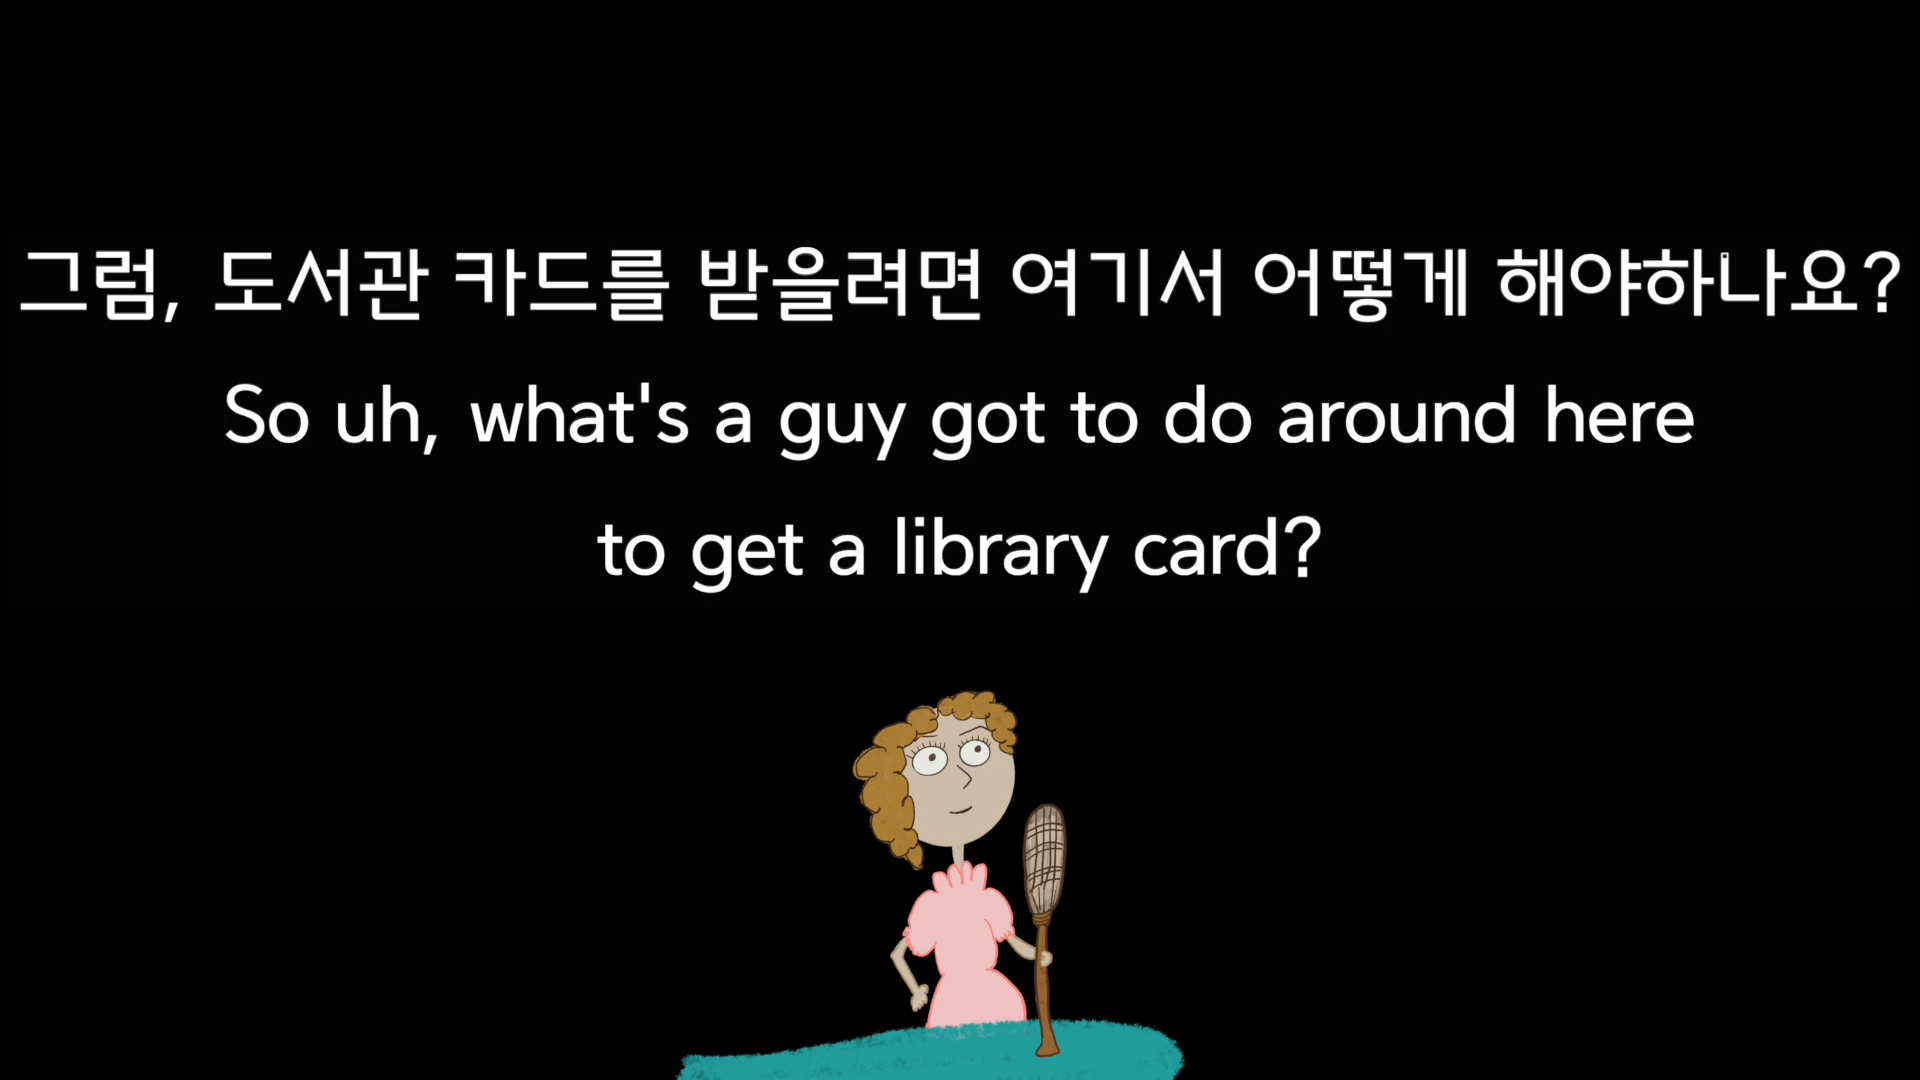 그럼, 도서관 카드를 받을려면 여기서 어떻게 해야하나요?
So uh, what's a guy got to do around here
to get a library card?